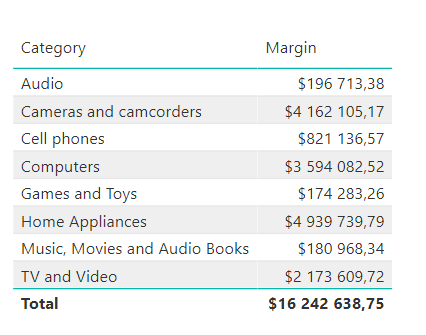 Category Margin
Audio $196 713,38
Cameras and camcorders $4 162 105,17
Cell phones $821 136,57
Computers $3 594 082,52
Games and Toys $174 283,26
Home Appliances $4 939 739,79
Music, Movies and Audio Books $180 968,34
TV and Video $2 173 609,72
Total $16 242 638,75